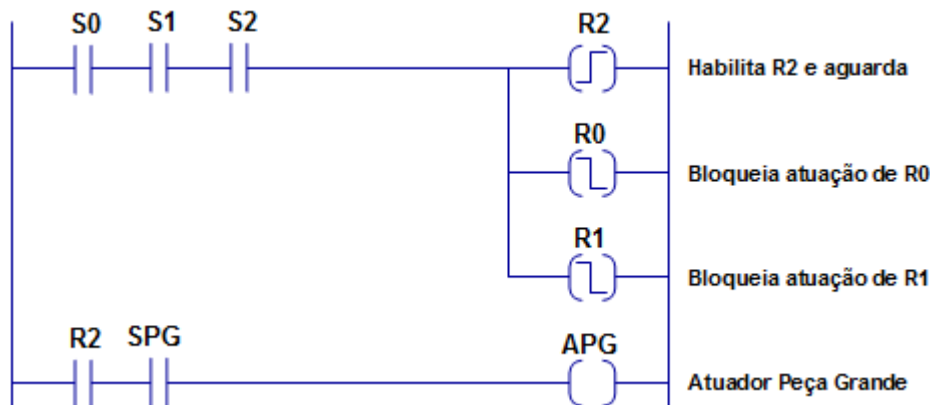 S0 S1 S2 R2
Habilita R2 e aguarda
R0
Bloqueia atuação de R0
R1
Bloqueia atuação de R1
R2 SPG APG
Atuador Peça Grande